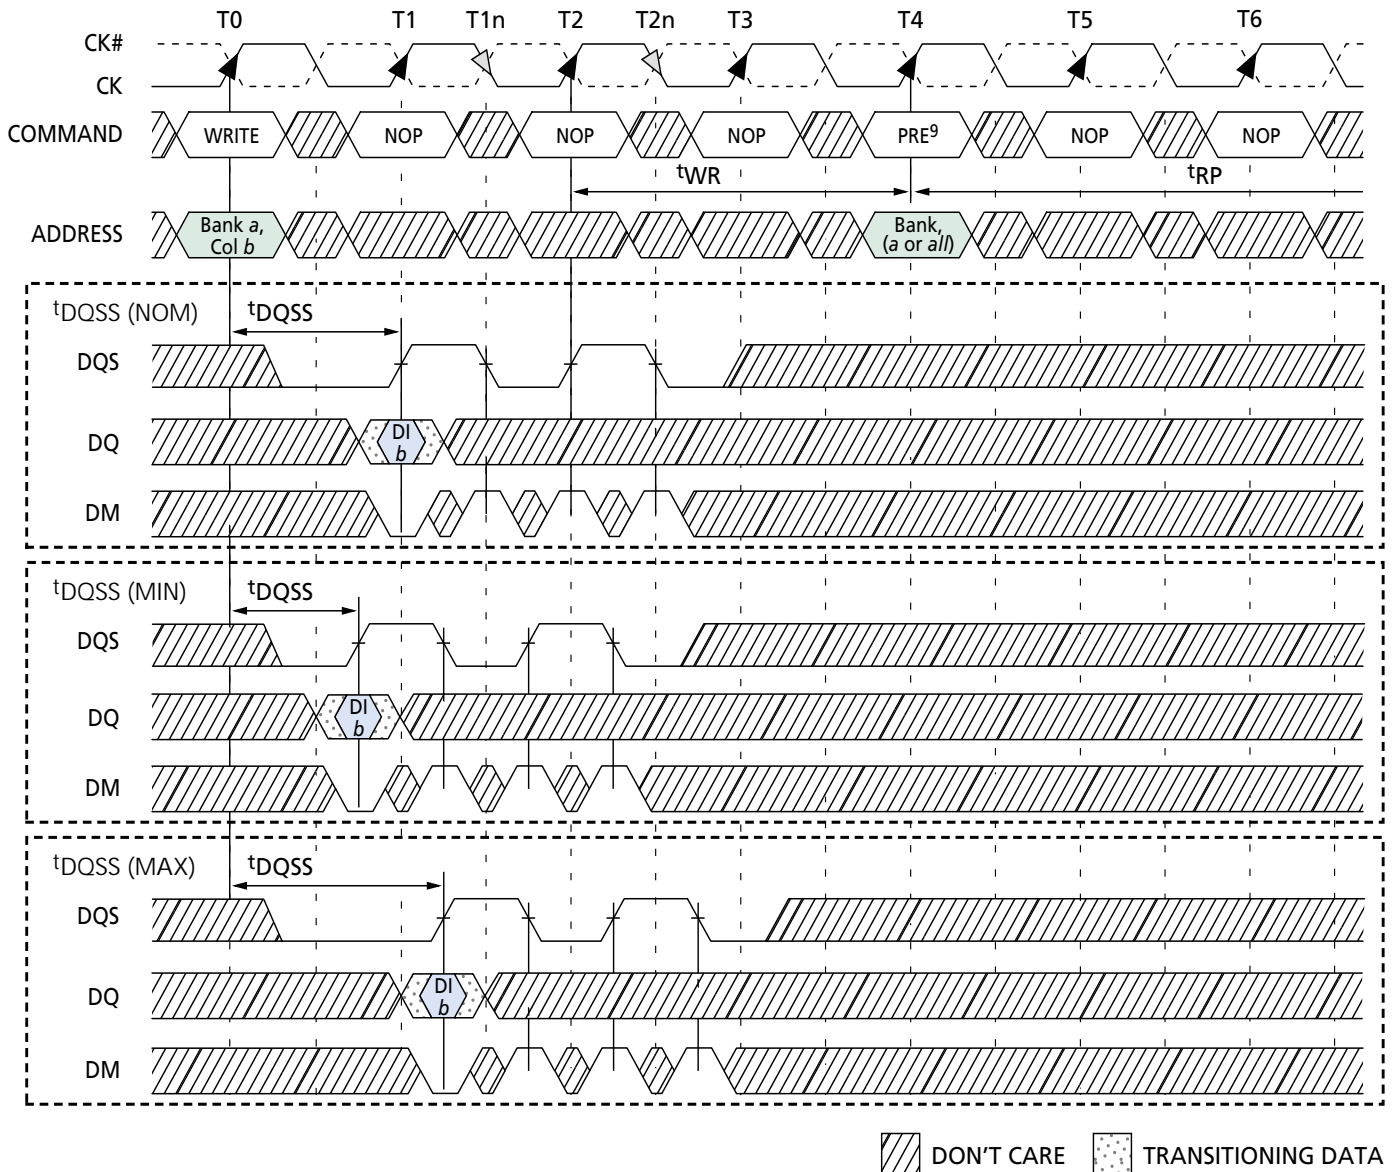 T0 T1 T1n T2 T2n T3 T4 T5 T6
CK#
CK
COMMAND WRITE NOP NOP NOP PRE9 NOP NOP
tWR tRP
ADDRESS Bank a, Col b Bank, (a or all)
tDQSS (NOM) tDQSS
DQS
DQ DI b
DM
tDQSS (MIN) tDQSS
DQS
DQ DI b
DM
tDQSS (MAX) tDQSS
DQS
DQ DI b
DM
DON'T CARE TRANSITIONING DATA